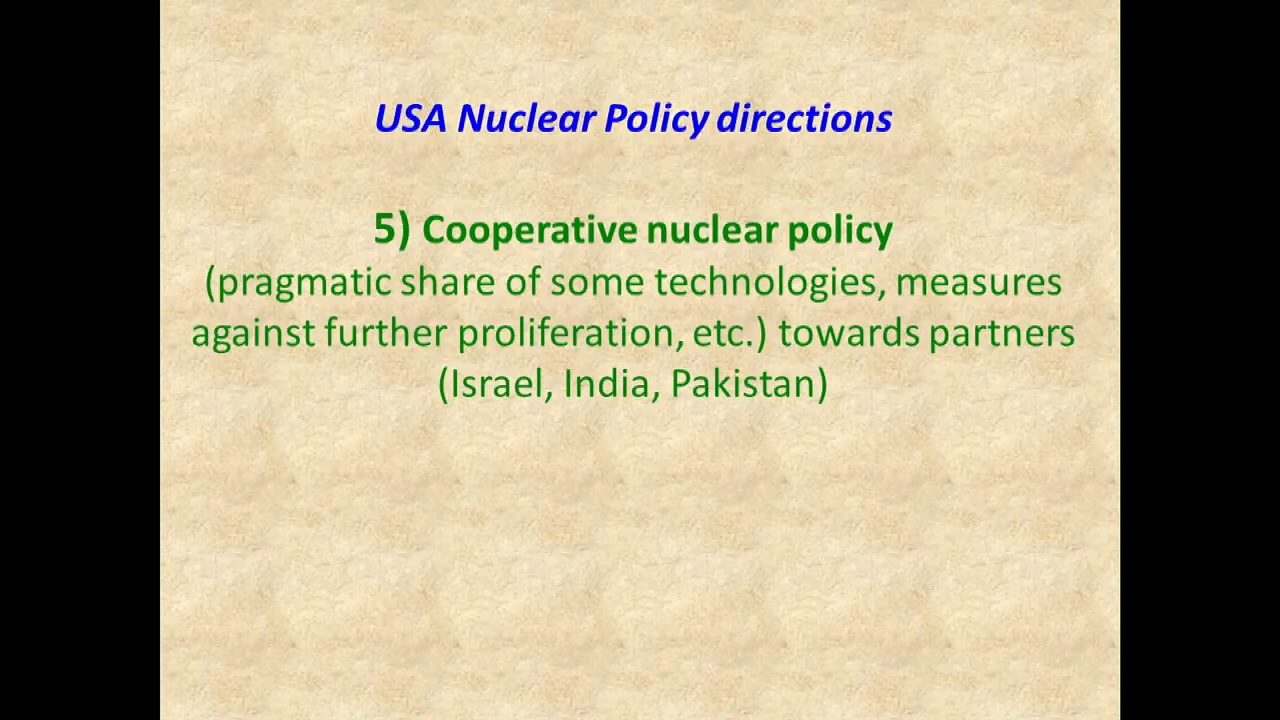 USA Nuclear Policy directions
5) Cooperative nuclear policy
(pragmatic share of some technologies, measures
against further proliferation, etc.) towards partners
(Israel, India, Pakistan)